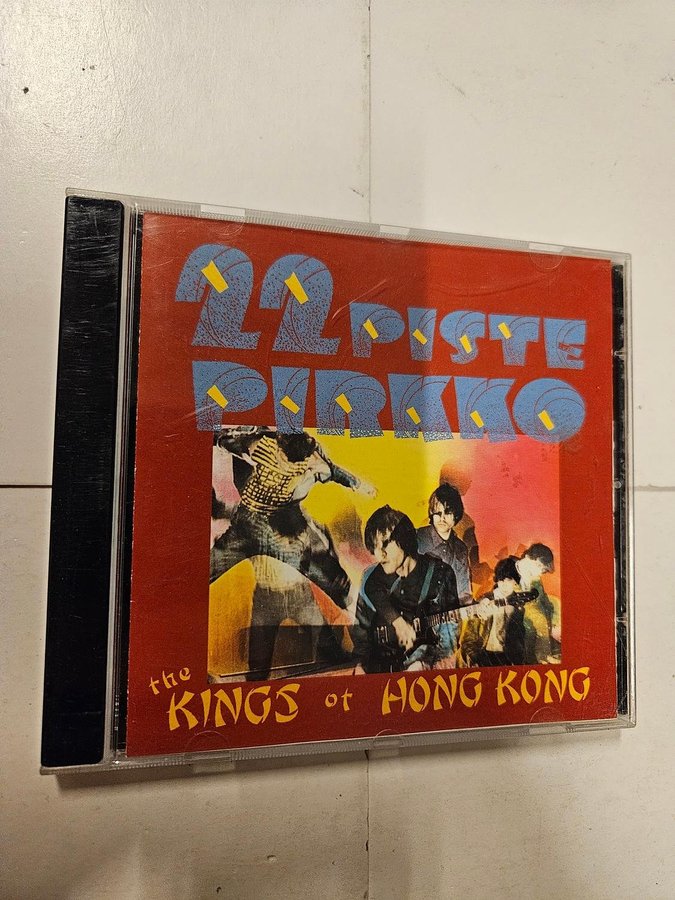 22 PISTE
PIRKKO
the
KINGS of HONG KONG